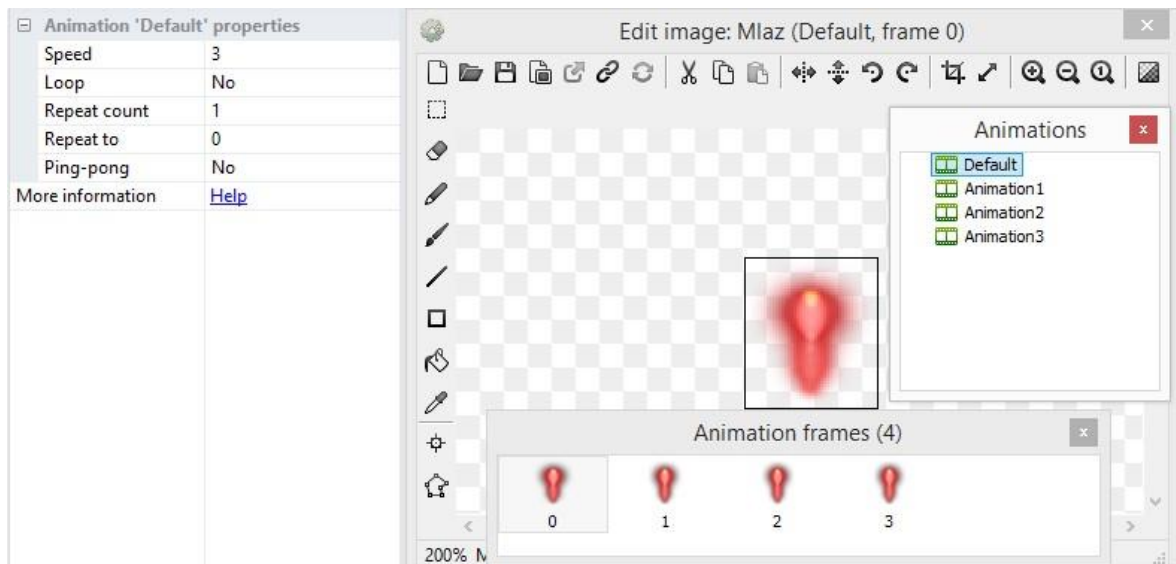 Animation 'Default' properties
Speed 3
Loop No
Repeat count 1
Repeat to 0
Ping-pong No
More information Help
Edit image: Mlaz (Default, frame 0)
Animations
Default
Animation1
Animation2
Animation3
Animation frames (4)
0 1 2 3
200%